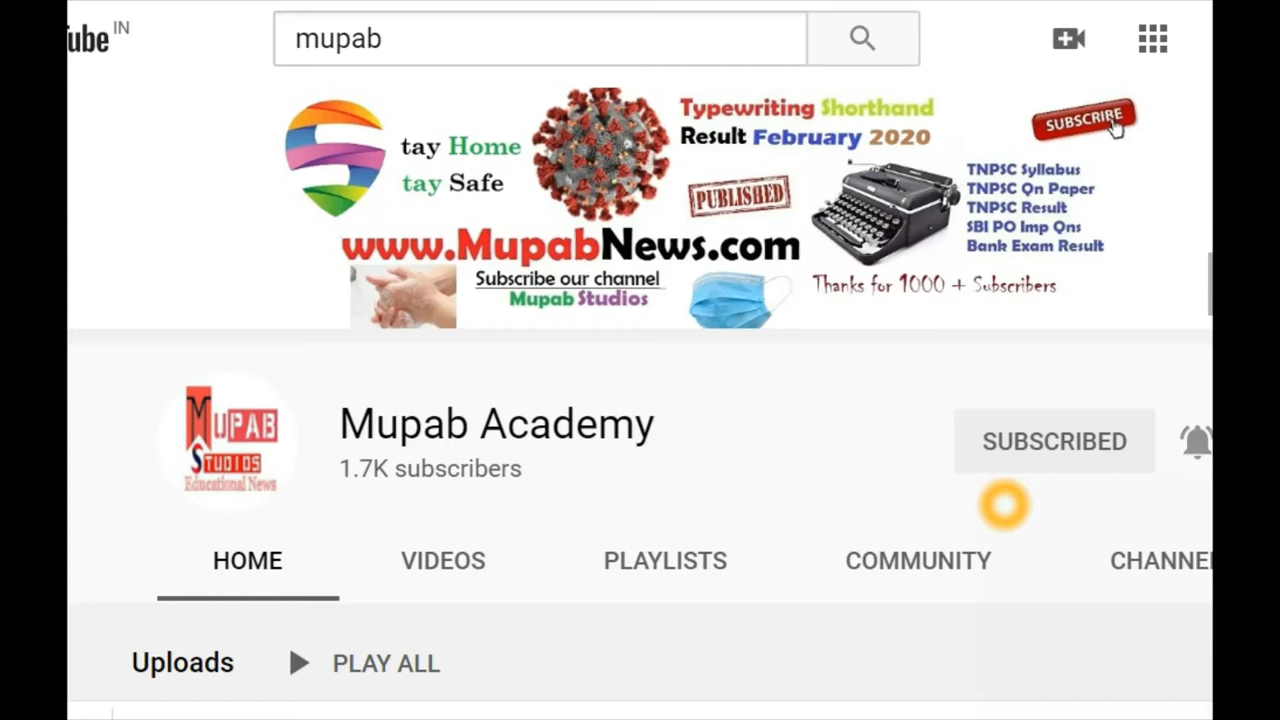 ube IN
mupab
tay Home
tay Safe
Typewriting Shorthand
Result February 2020
PUBLISHED
SUBSCRIBE
TNPSC Syllabus
TNPSC Qn Paper
TNPSC Result
SBI PO Imp Qns
Bank Exam Result
www.MupabNews.com
Subscribe our channel
Mupab Studios
Thanks for 1000 + Subscribers
MUPAB
STUDIOS
Educational News
Mupab Academy
1.7K subscribers
SUBSCRIBED
HOME VIDEOS PLAYLISTS COMMUNITY CHANNE
Uploads PLAY ALL